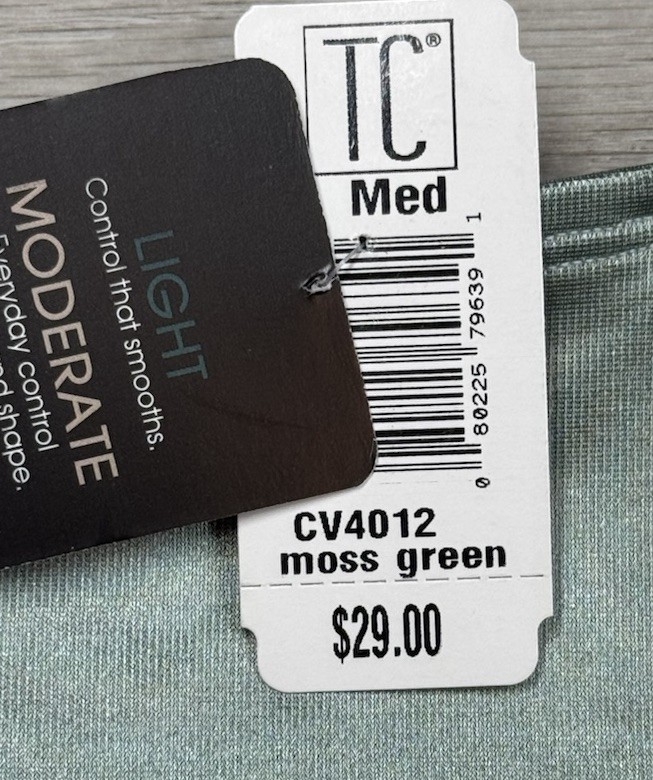 TC®
Med
0 80225 79639 1
CV4012
moss green
$29.00
LIGHT
Control that smooths.
MODERATE
Everyday control
shape.